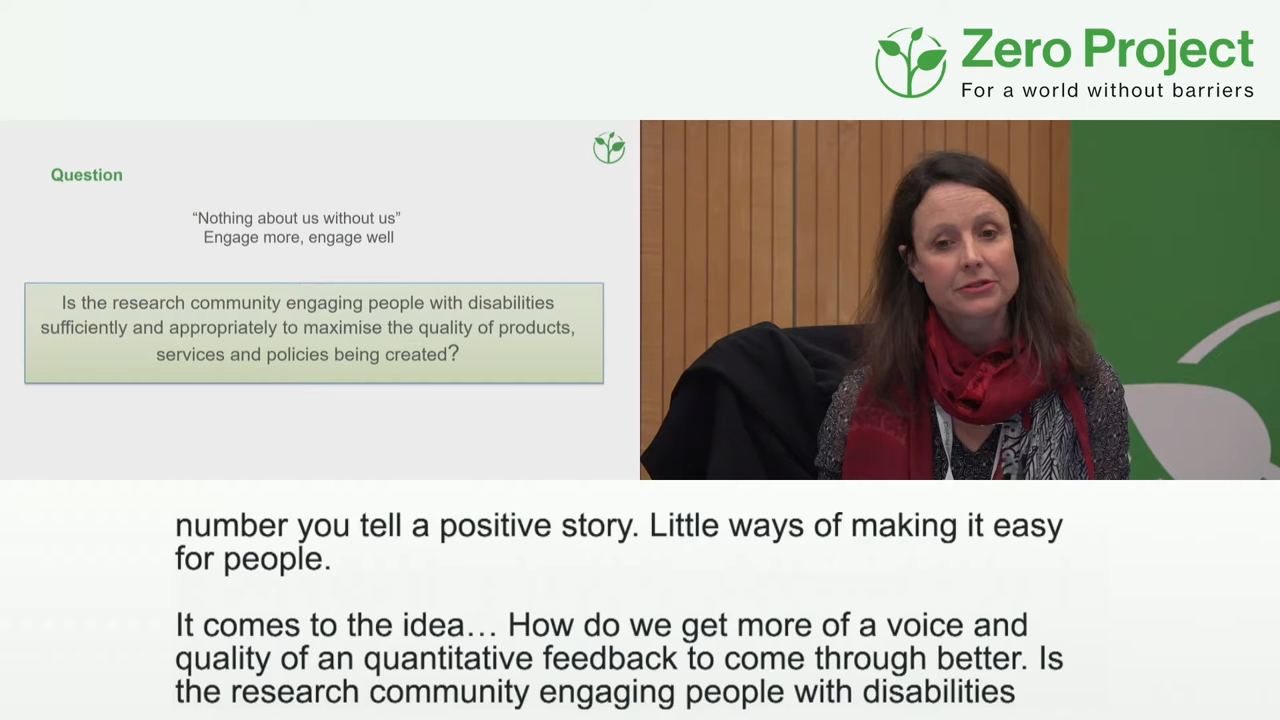 Zero Project
For a world without barriers
Question
“Nothing about us without us”
Engage more, engage well
Is the research community engaging people with disabilities
sufficiently and appropriately to maximise the quality of products,
services and policies being created?
number you tell a positive story. Little ways of making it easy
for people.
It comes to the idea… How do we get more of a voice and
quality of an quantitative feedback to come through better. Is
the research community engaging people with disabilities